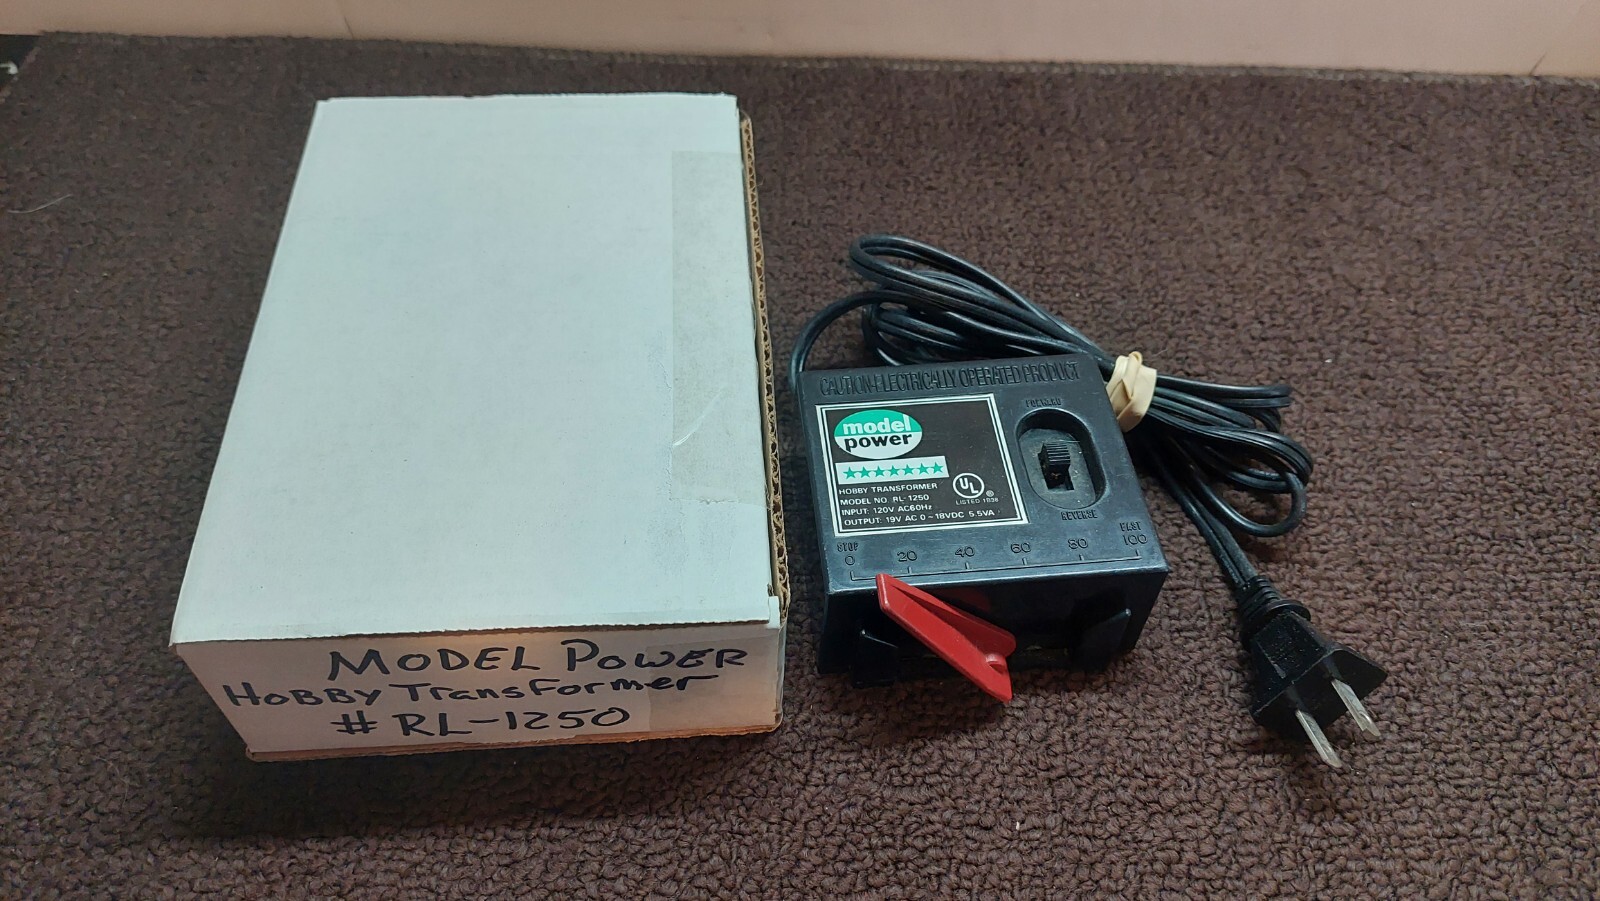 MODEL POWER
HOBBY Transformer
# RL-1250
CAUTION-ELECTRICALLY OPERATED PRODUCT
model
power
HOBBY TRANSFORMER
MODEL NO. RL-1250
INPUT: 120V AC60Hz
OUTPUT: 19V AC 0~18VDC 5.5VA
UL ®
LISTED
FORWARD
REVERSE
STOP FAST
0 20 40 60 80 100